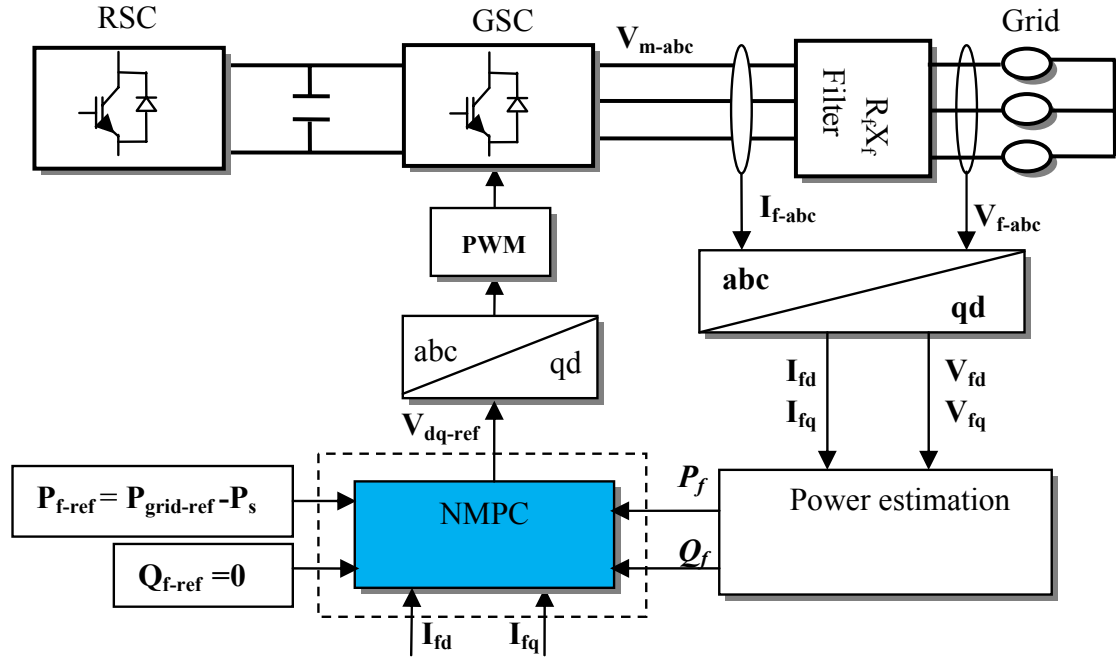 RSC
GSC
Grid
V_m-abc
Filter
R_fX_f
I_f-abc
V_f-abc
PWM
abc
qd
abc
qd
I_fd
I_fq
V_fd
V_fq
V_dq-ref
P_f-ref = P_grid-ref-P_s
NMPC
P_f
Power estimation
Q_f-ref =0
Q_f
I_fd
I_fq